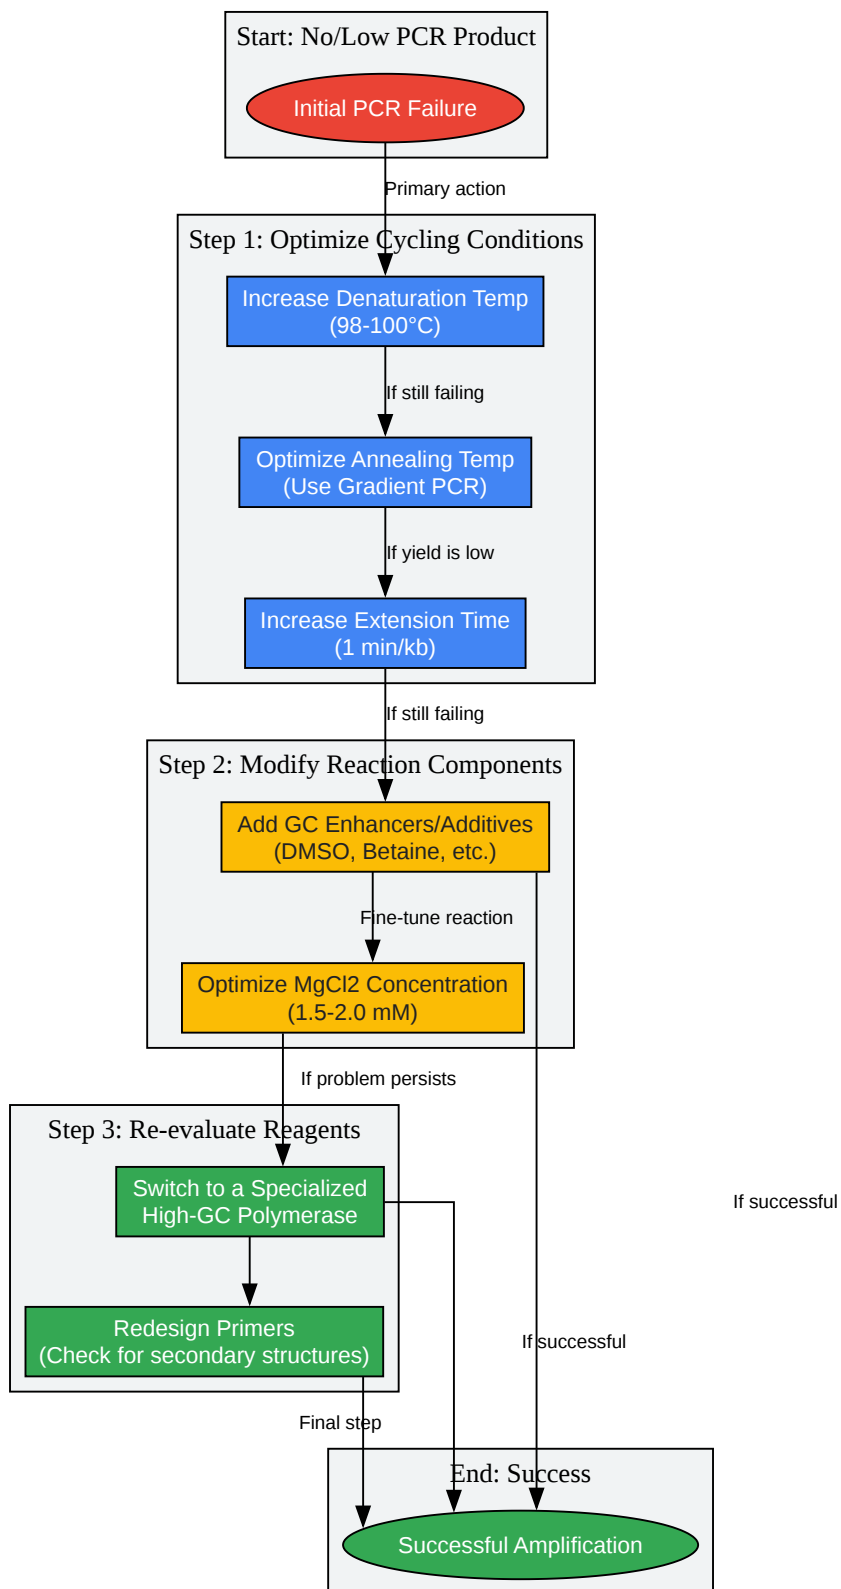 Start: No/Low PCR Product
Initial PCR Failure
Primary action
Step 1: Optimize Cycling Conditions
Increase Denaturation Temp
(98-100°C)
If still failing
Optimize Annealing Temp
(Use Gradient PCR)
If yield is low
Increase Extension Time
(1 min/kb)
If still failing
Step 2: Modify Reaction Components
Add GC Enhancers/Additives
(DMSO, Betaine, etc.)
Fine-tune reaction
Optimize MgCl2 Concentration
(1.5-2.0 mM)
If problem persists
Step 3: Re-evaluate Reagents
Switch to a Specialized
High-GC Polymerase
If successful
Redesign Primers
(Check for secondary structures)
If successful
Final step
End: Success
Successful Amplification